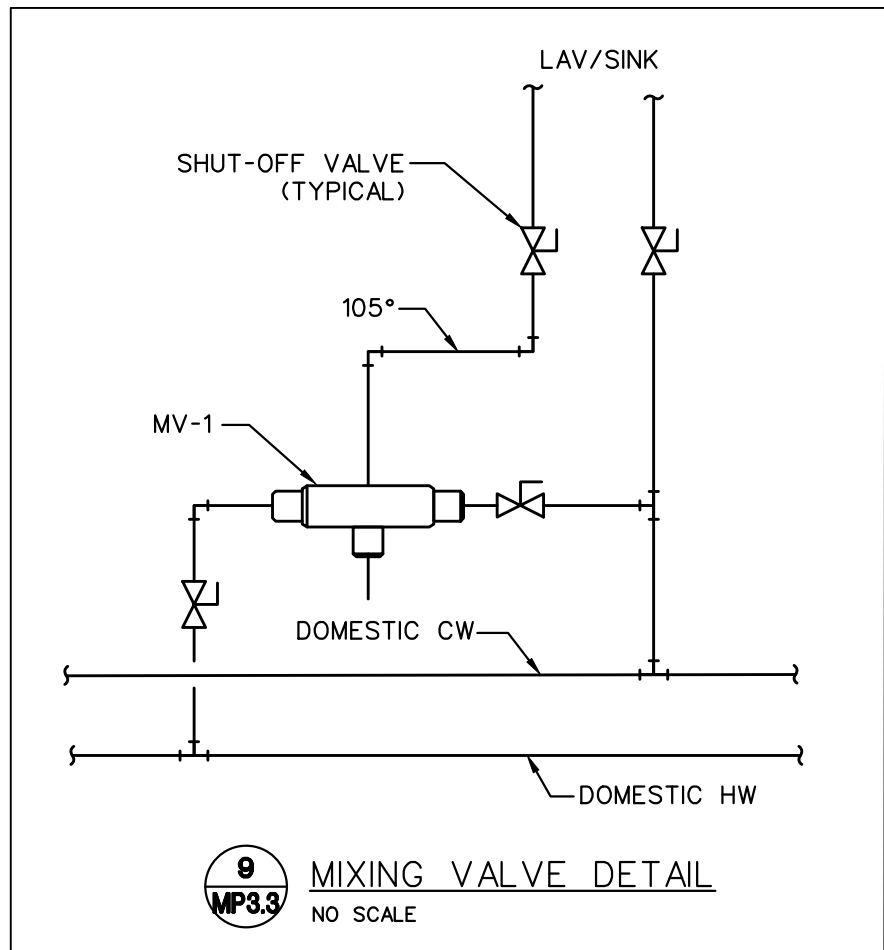 LAV/SINK
SHUT-OFF VALVE
(TYPICAL)
105°
MV-1
DOMESTIC CW
DOMESTIC HW
9
MP3.3
MIXING VALVE DETAIL
NO SCALE